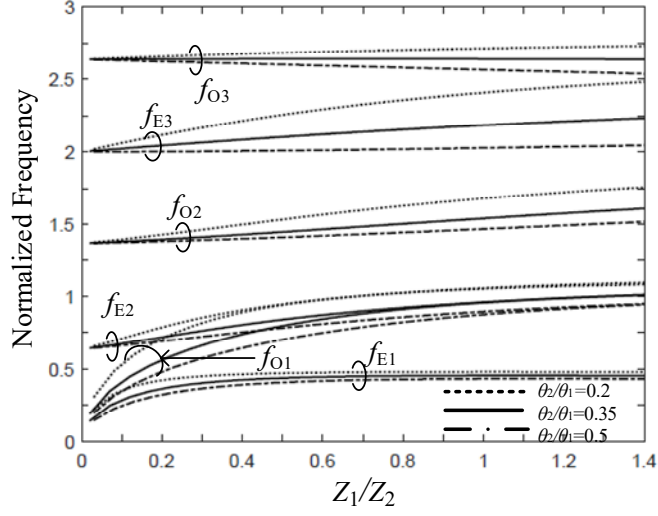 3
2.5
2
1.5
1
0.5
0
Normalized Frequency
fO3
fE3
fO2
fE2
fO1
fE1
θ2/θ1=0.2
θ2/θ1=0.35
θ2/θ1=0.5
0 0.2 0.4 0.6 0.8 1 1.2 1.4
Z1/Z2